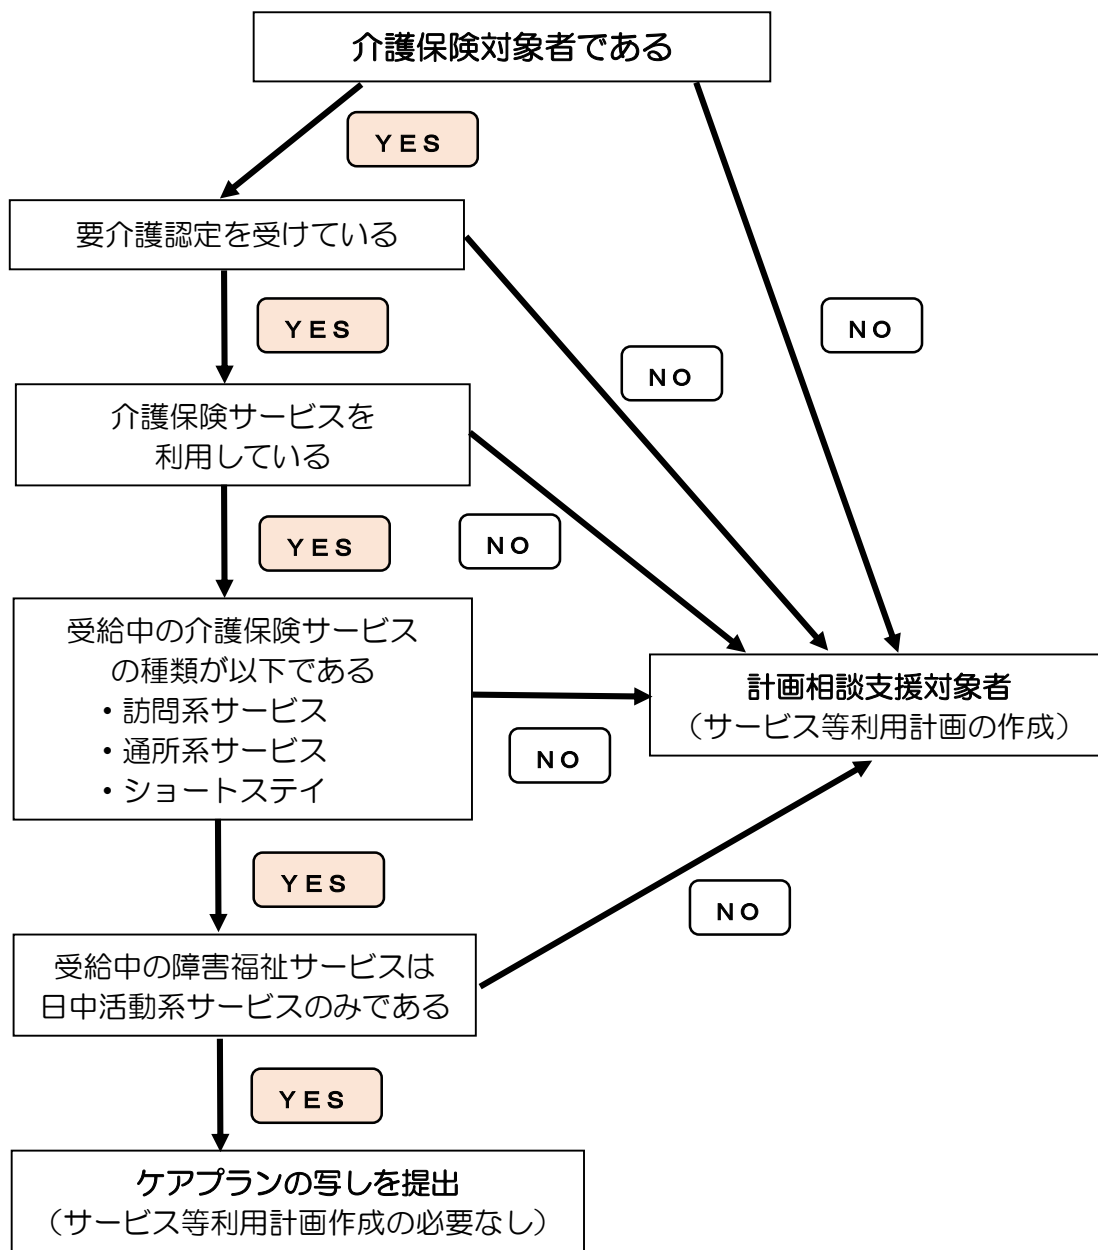 介護保険対象者である
YES
要介護認定を受けている
YES
NO
NO
介護保険サービスを
利用している
YES
NO
受給中の介護保険サービス
の種類が以下である
・訪問系サービス
・通所系サービス
・ショートステイ
計画相談支援対象者
（サービス等利用計画の作成）
NO
YES
NO
受給中の障害福祉サービスは
日中活動系サービスのみである
YES
ケアプランの写しを提出
（サービス等利用計画作成の必要なし）